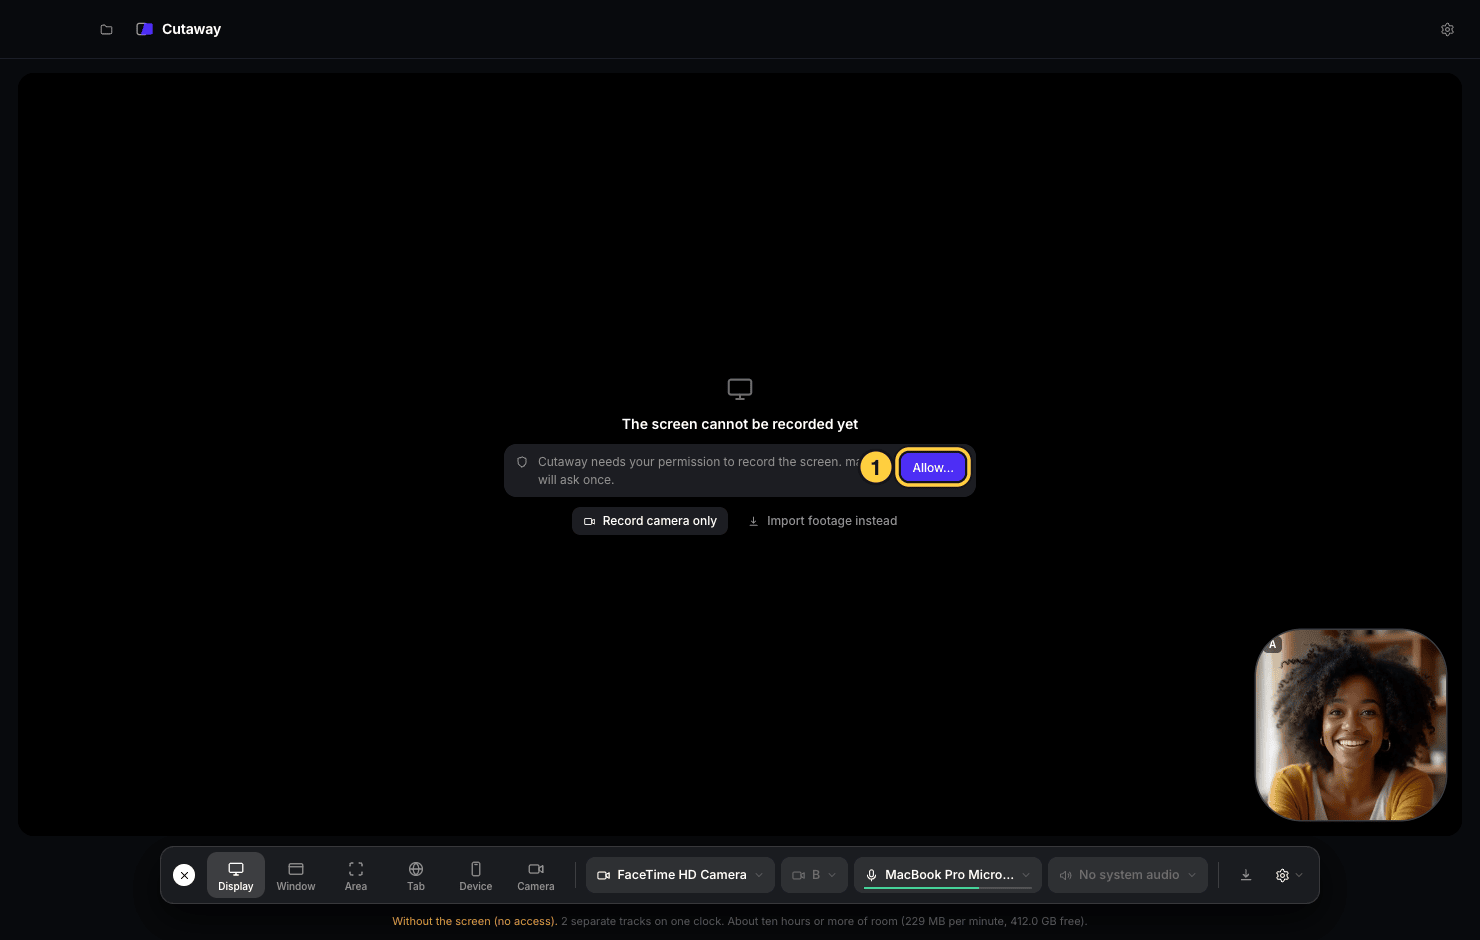 Cutaway
The screen cannot be recorded yet
Cutaway needs your permission to record the screen.
will ask once.
1
Allow...
Record camera only
Import footage instead
A
Display
Window
Area
Tab
Device
Camera
FaceTime HD Camera
B
MacBook Pro Micro...
No system audio
Without the screen (no access). 2 separate tracks on one clock. About ten hours or more of room (229 MB per minute, 412.0 GB free).